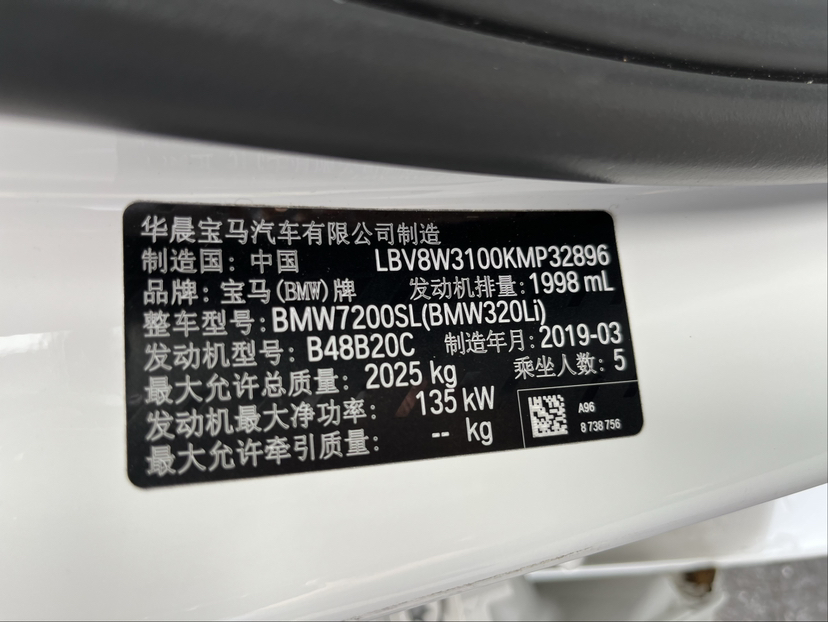 华晨宝马汽车有限公司制造
制造国：中国 LBV8W3100KMP32896
品牌：宝马(BMW)牌 发动机排量：1998 mL
整车型号：BMW7200SL(BMW320Li)
发动机型号：B48B20C 制造年月：2019-03
最大允许总质量：2025 kg 乘坐人数：5
发动机最大净功率：135 kW
最大允许牵引质量：-- kg
A96
8 738 756